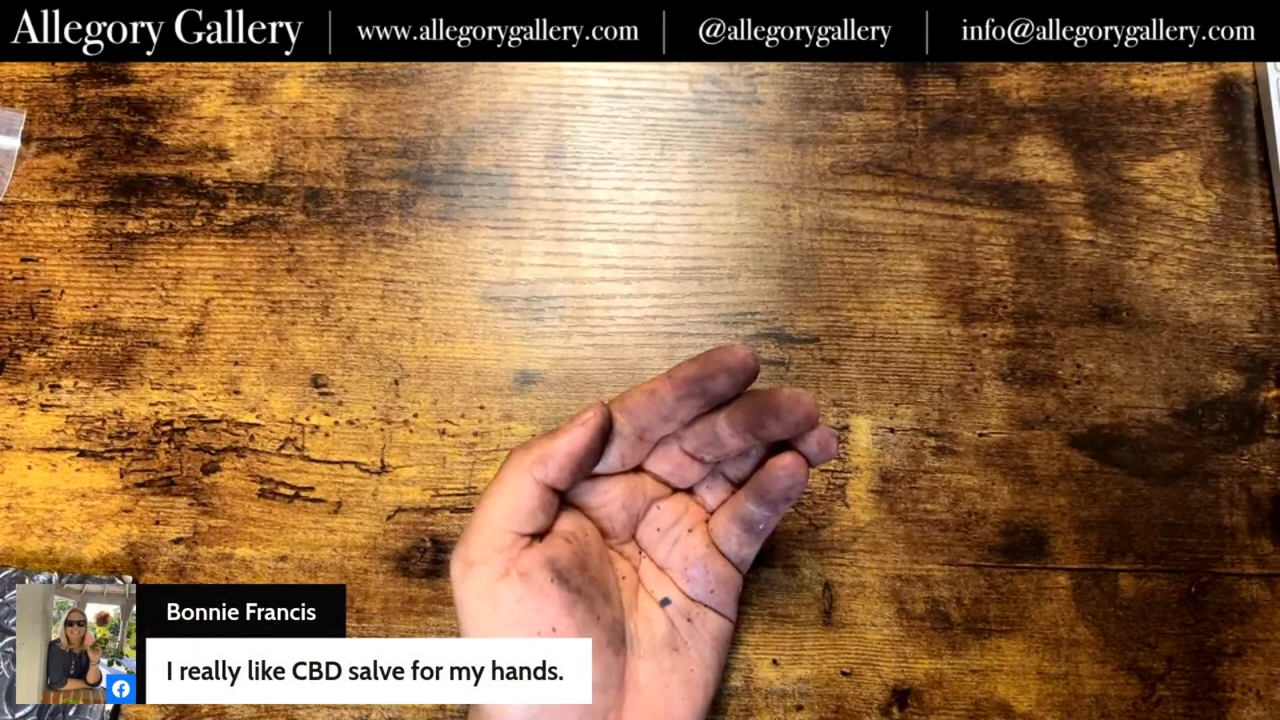 Allegory Gallery | www.allegorygallery.com | @allegorygallery | info@allegorygallery.com
Bonnie Francis
I really like CBD salve for my hands.